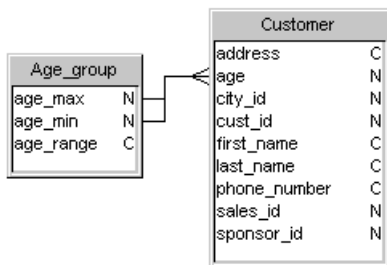 Age_group
age_max N
age_min N
age_range C
Customer
address C
age N
city_id N
cust_id N
first_name C
last_name C
phone_number C
sales_id N
sponsor_id N